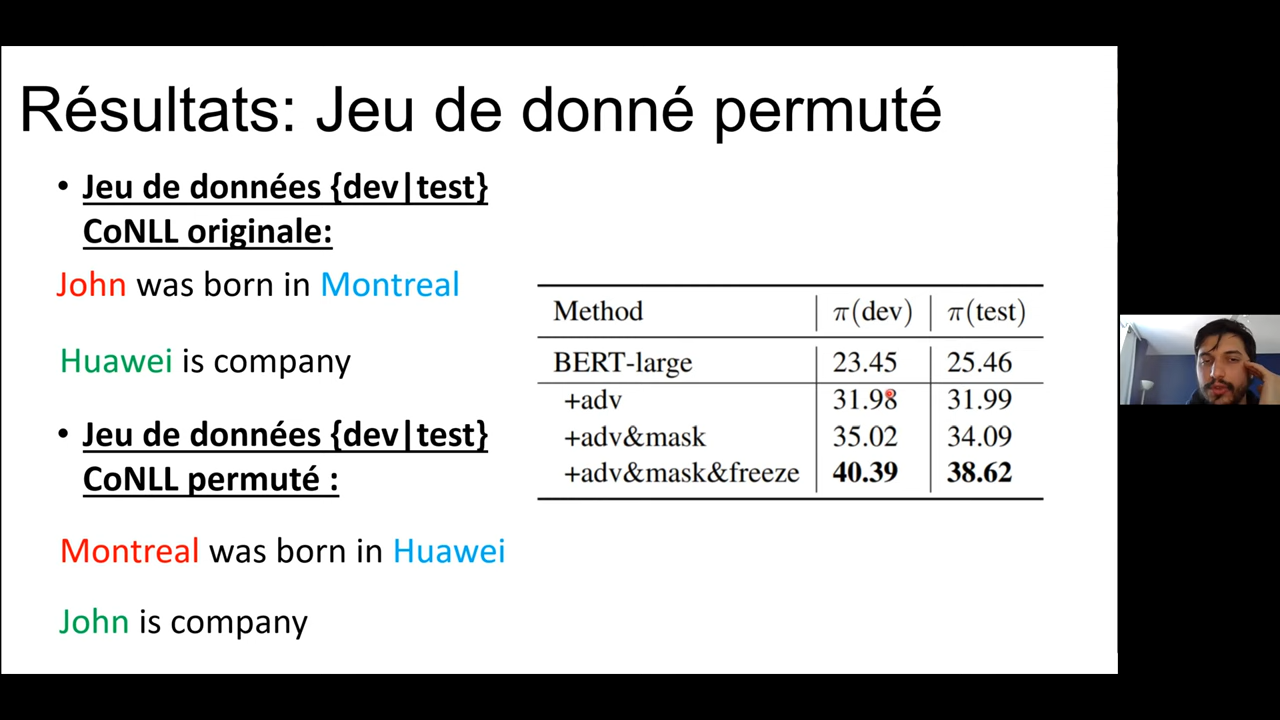 Résultats: Jeu de donné permuté
• Jeu de données {dev|test}
CoNLL originale:
John was born in Montreal
Huawei is company
• Jeu de données {dev|test}
CoNLL permuté :
Montreal was born in Huawei
John is company
Method π(dev) π(test)
BERT-large 23.45 25.46
+adv 31.98 31.99
+adv&mask 35.02 34.09
+adv&mask&freeze 40.39 38.62